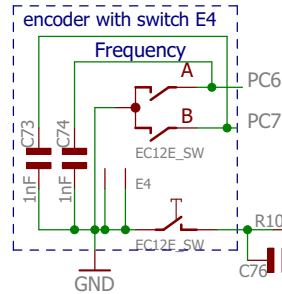 encoder with switch E4
Frequency
A
PC6
B
PC7
C73
C74
EC12E_SW
1nF
1nF
E4
R10
EC12E_SW
C76
GND